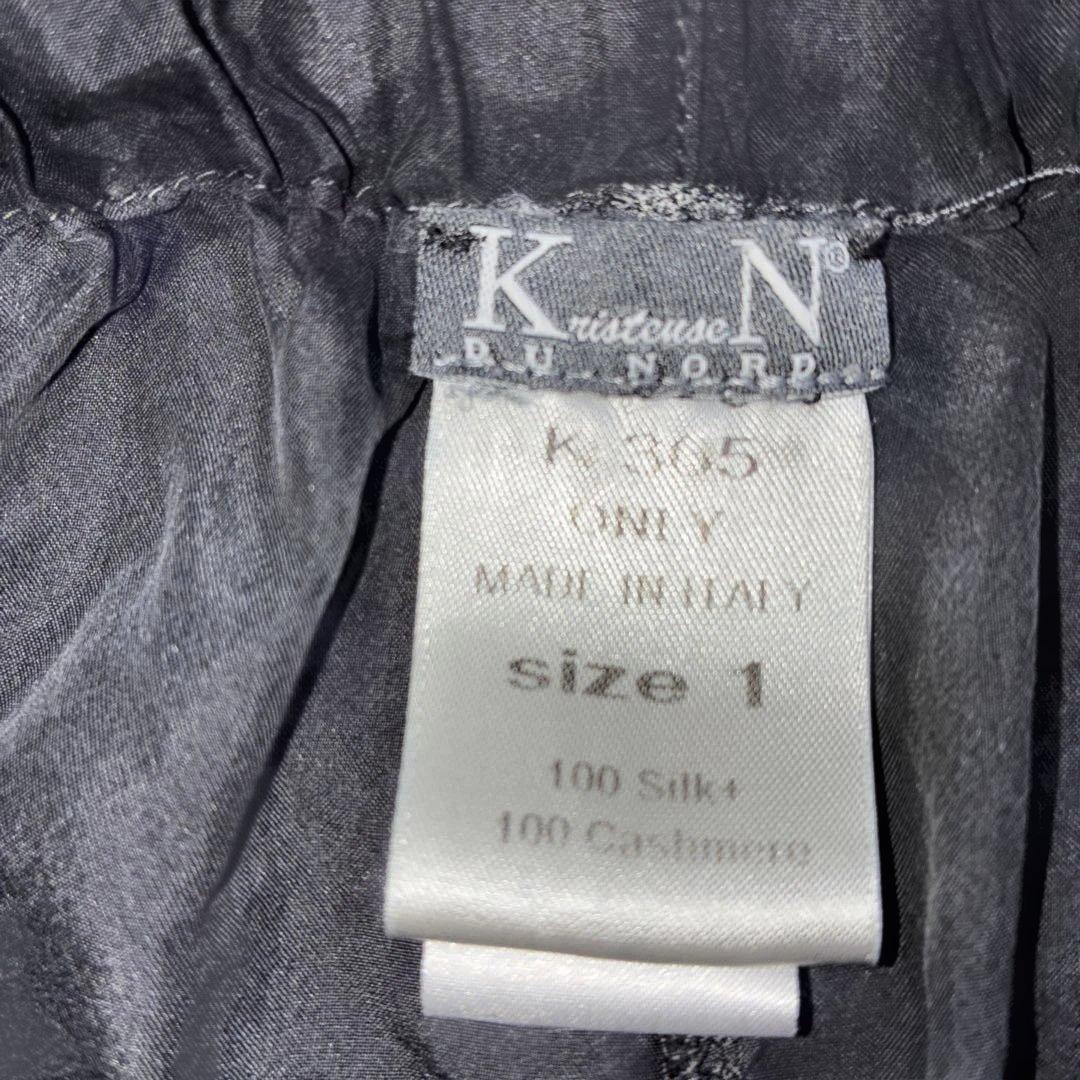 Kristeuse N®
DU NORD
K 365
ONLY
MADE IN ITALY
size 1
100 Silk+
100 Cashmere